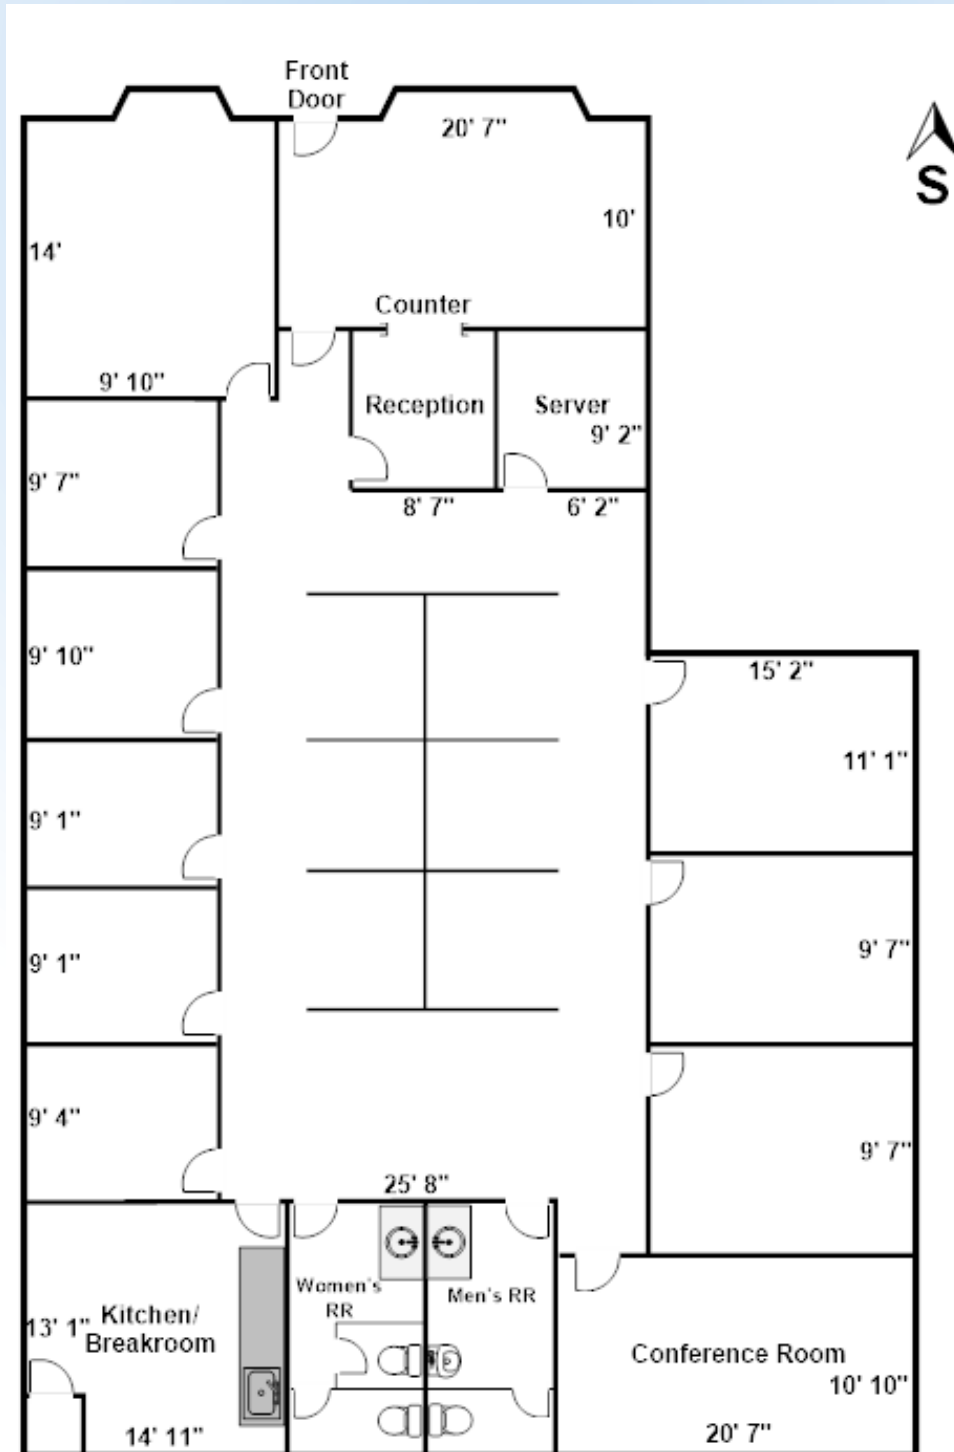 Front
Door
20' 7"
S
10'
14'
Counter
9' 10"
Reception
Server
9' 2"
9' 7"
8' 7"
6' 2"
9' 10"
15' 2"
11' 1"
9' 1"
9' 7"
9' 1"
9' 4"
9' 7"
25' 8"
Women's
RR
Men's RR
13' 1"
Kitchen/
Breakroom
Conference Room
10' 10"
14' 11"
20' 7"